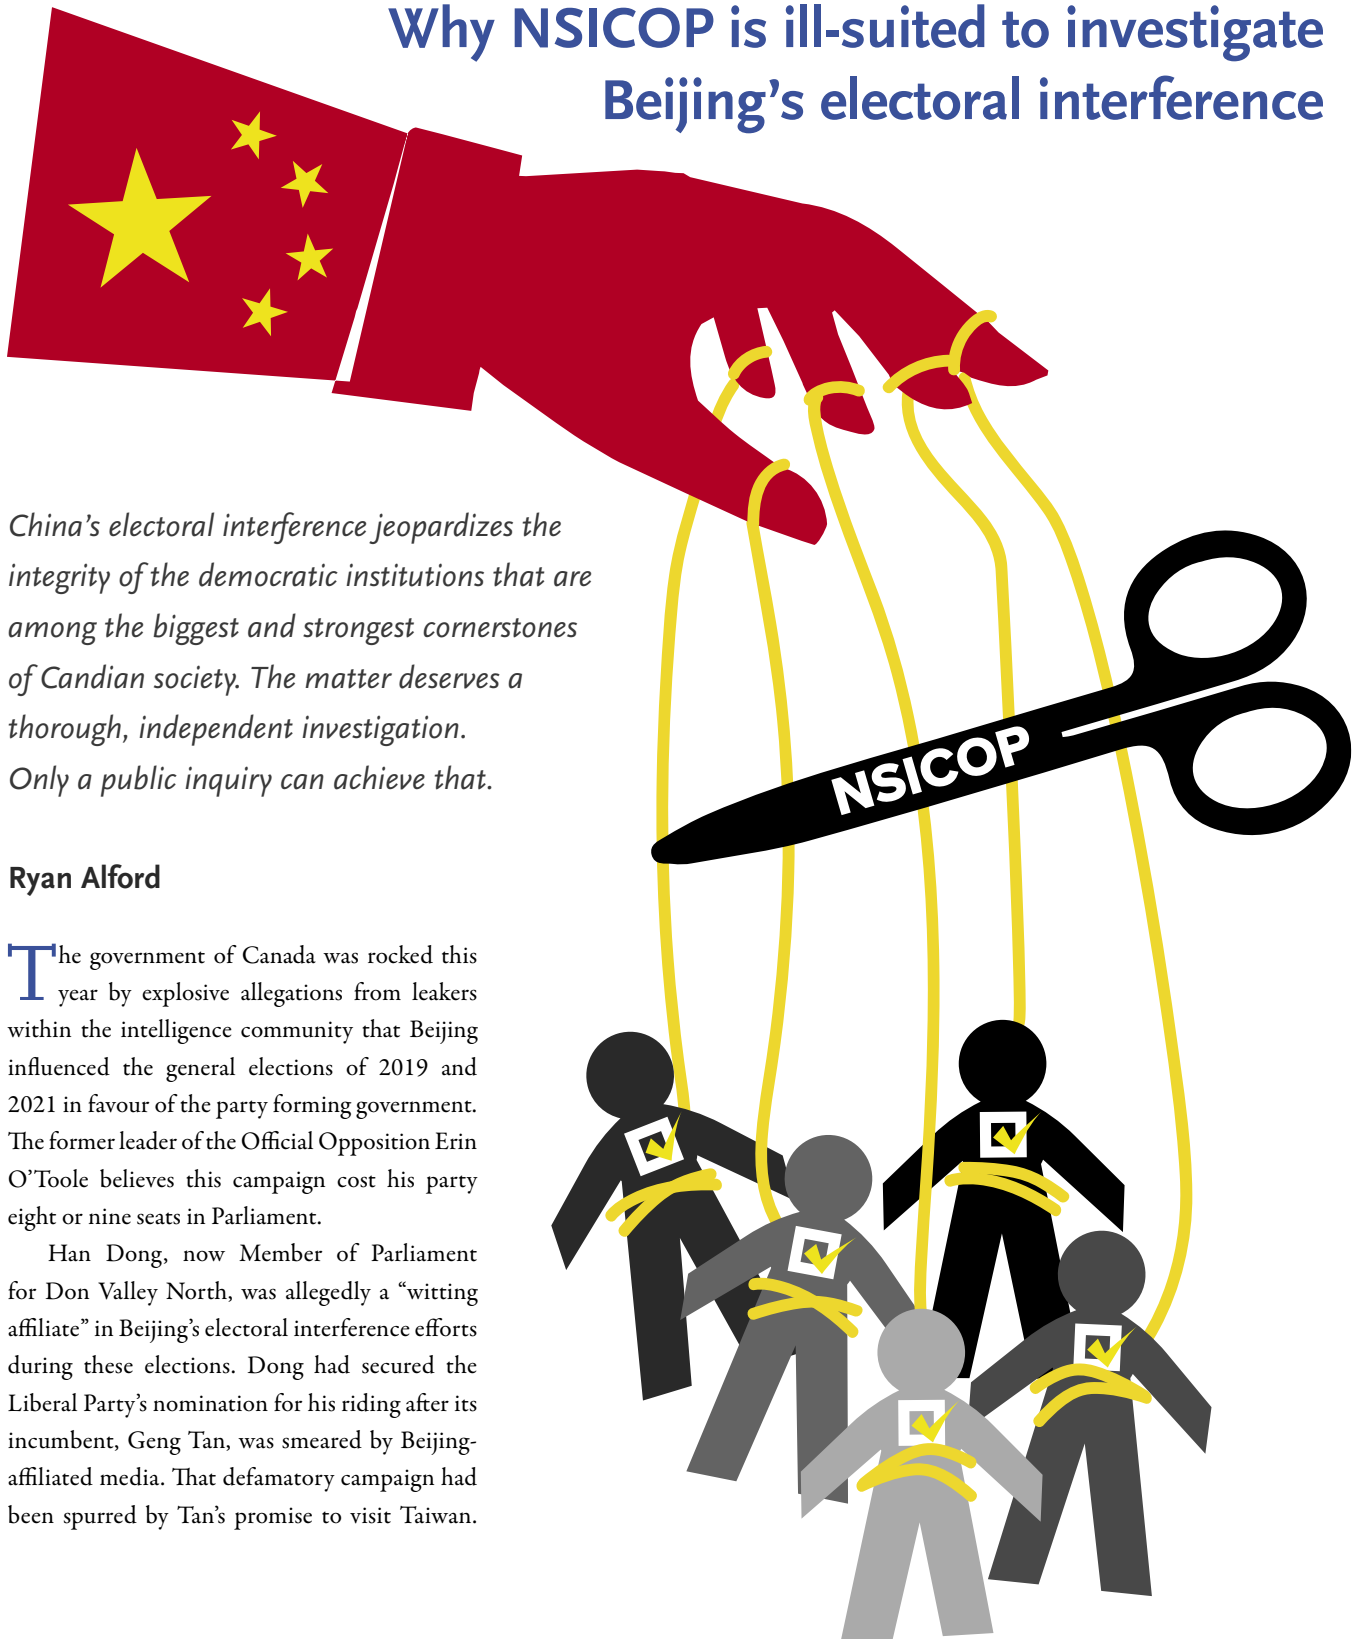 Why NSICOP is ill-suited to investigate
Beijing’s electoral interference
China’s electoral interference jeopardizes the
integrity of the democratic institutions that are
among the biggest and strongest cornerstones
of Candian society. The matter deserves a
thorough, independent investigation.
Only a public inquiry can achieve that.
NSICOP
Ryan Alford
The government of Canada was rocked this
year by explosive allegations from leakers
within the intelligence community that Beijing
influenced the general elections of 2019 and
2021 in favour of the party forming government.
The former leader of the Official Opposition Erin
O’Toole believes this campaign cost his party
eight or nine seats in Parliament.
Han Dong, now Member of Parliament
for Don Valley North, was allegedly a “witting
affiliate” in Beijing’s electoral interference efforts
during these elections. Dong had secured the
Liberal Party’s nomination for his riding after its
incumbent, Geng Tan, was smeared by Beijing-
affiliated media. That defamatory campaign had
been spurred by Tan’s promise to visit Taiwan.